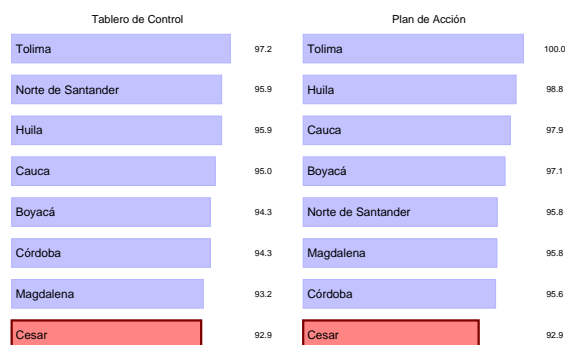 Tablero de Control
Tolima 97.2
Norte de Santander 95.9
Huila 95.9
Cauca 95.0
Boyacá 94.3
Córdoba 94.3
Magdalena 93.2
Cesar 92.9
Plan de Acción
Tolima 100.0
Huila 98.8
Cauca 97.9
Boyacá 97.1
Norte de Santander 95.8
Magdalena 95.8
Córdoba 95.6
Cesar 92.9